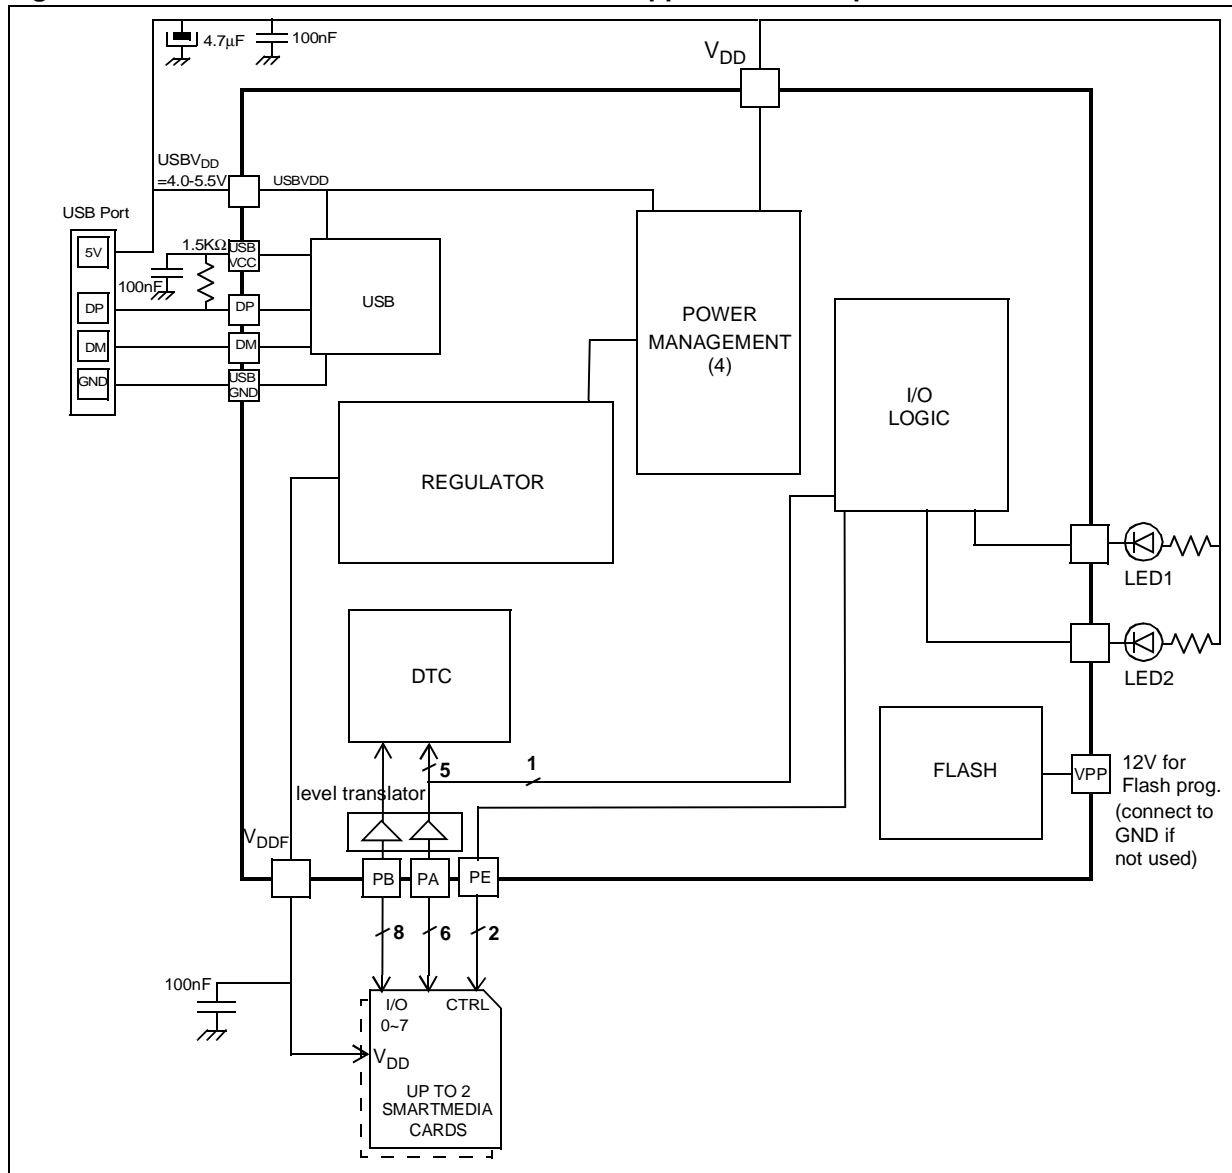 4.7µF
100nF
VDD
USBVDD
=4.0-5.5V
USBVDD
USB Port
5V
1.5KΩ
USB
VCC
100nF
DP
DP
DM
DM
GND
USB
GND
USB
POWER
MANAGEMENT
(4)
I/O
LOGIC
REGULATOR
LED1
LED2
DTC
5
1
level translator
FLASH
VPP
12V for
Flash prog.
(connect to
GND if
not used)
VDDF
PB
PA
PE
8
6
2
100nF
I/O
0~7
CTRL
VDD
UP TO 2
SMARTMEDIA
CARDS